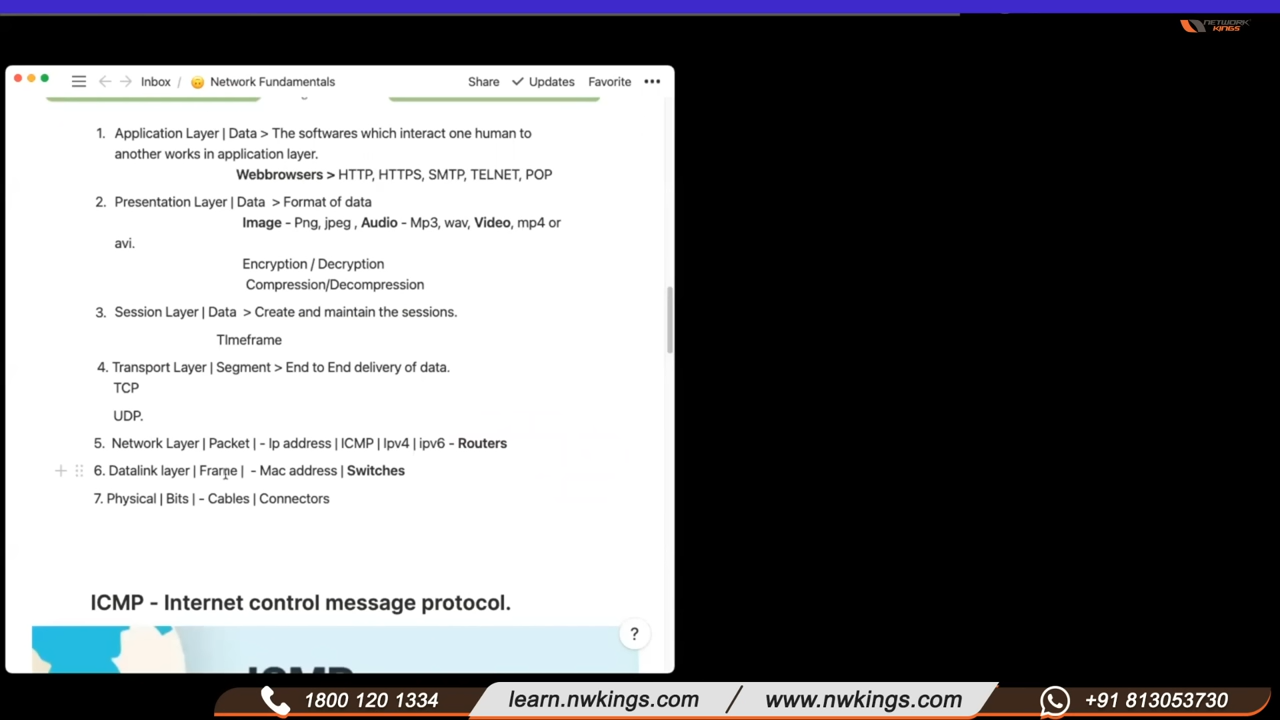 NETWORK
KINGS
Inbox / Network Fundamentals Share Updates Favorite
1. Application Layer | Data > The softwares which interact one human to
another works in application layer.
Webbrowsers > HTTP, HTTPS, SMTP, TELNET, POP
2. Presentation Layer | Data > Format of data
Image - Png, jpeg , Audio - Mp3, wav, Video, mp4 or
avi.
Encryption / Decryption
Compression/Decompression
3. Session Layer | Data > Create and maintain the sessions.
TImeframe
4. Transport Layer | Segment > End to End delivery of data.
TCP
UDP.
5. Network Layer | Packet | - Ip address | ICMP | Ipv4 | ipv6 - Routers
6. Datalink layer | Frame | - Mac address | Switches
7. Physical | Bits | - Cables | Connectors
ICMP - Internet control message protocol.
?
1800 120 1334 learn.nwkings.com / www.nwkings.com +91 813053730